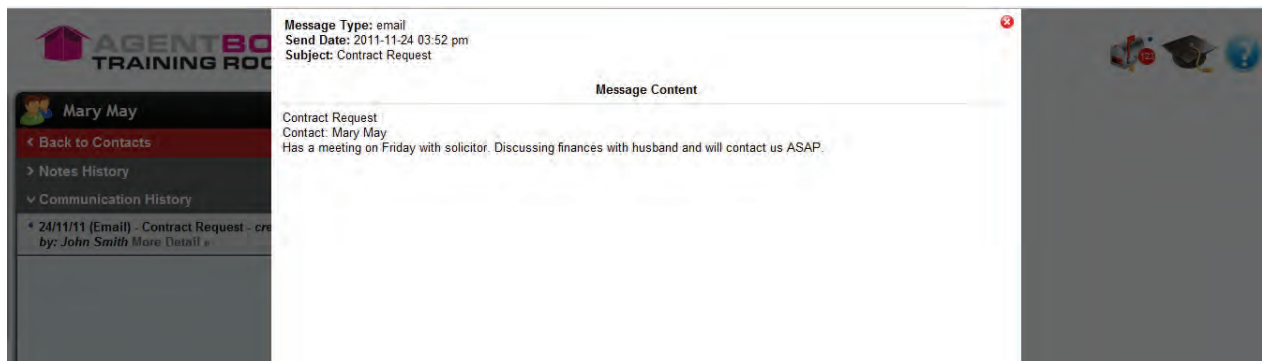 AGENTBO
TRAINING ROO
Mary May
< Back to Contacts
> Notes History
Communication History
24/11/11 (Email) - Contract Request - cre
by: John Smith More Detail »
Message Type: email
Send Date: 2011-11-24 03:52 pm
Subject: Contract Request
Message Content
Contract Request
Contact: Mary May
Has a meeting on Friday with solicitor. Discussing finances with husband and will contact us ASAP.
?